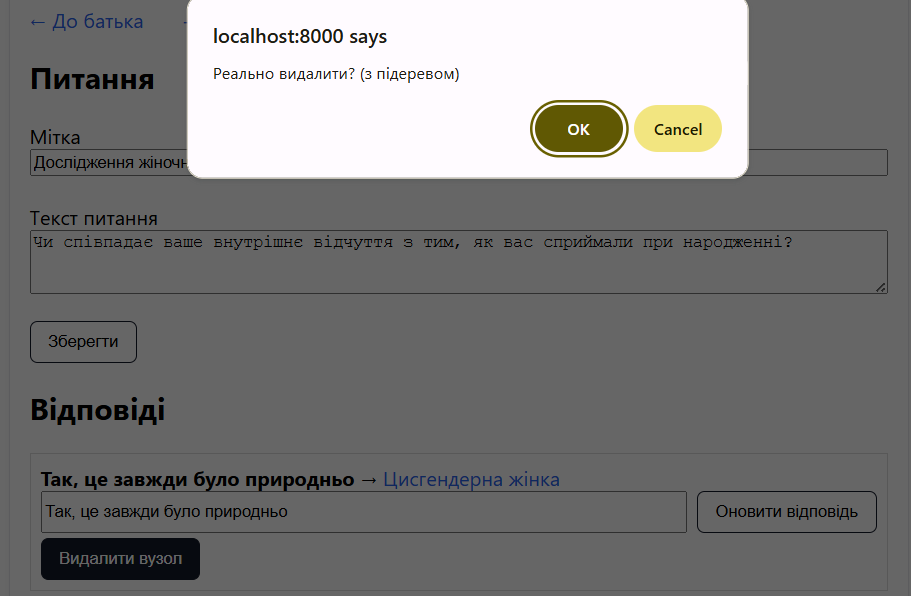 ← До батька
localhost:8000 says
Реально видалити? (з підеревом)
OK Cancel
Питання
Мітка
Дослідження
Текст питання
Чи співпадає ваше внутрішнє відчуття з тим, як вас сприймали при народженні?
Зберегти
Відповіді
Так, це завжди було природньо → Цисгендерна жінка
Так, це завжди було природньо Оновити відповідь
Видалити вузол